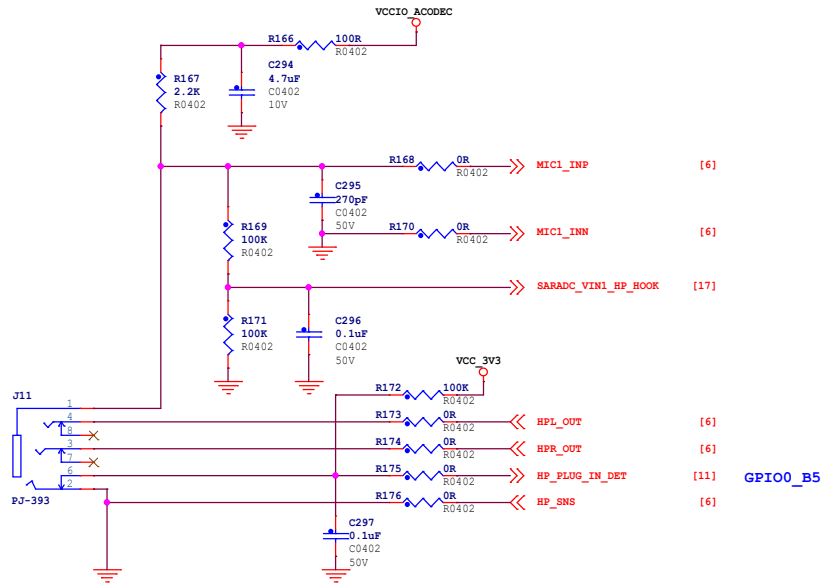 VCCIO_ACODEC
R166 100R
R0402
C294
4.7uF
C0402
10V
R167
2.2K
R0402
R168 0R
R0402
MIC1_INP [6]
C295
270pF
C0402
50V
R169
100K
R0402
R170 0R
R0402
MIC1_INN [6]
SARADC_VIN1_HP_HOOK [17]
R171
100K
R0402
C296
0.1uF
C0402
50V
VCC_3V3
R172 100K
R0402
J11
1
4
8
3
7
6
2
PJ-393
R173 0R
R0402
HPL_OUT [6]
R174 0R
R0402
HPR_OUT [6]
R175 0R
R0402
HP_PLUG_IN_DET [11] GPIO0_B5
R176 0R
R0402
HP_SNS [6]
C297
0.1uF
C0402
50V